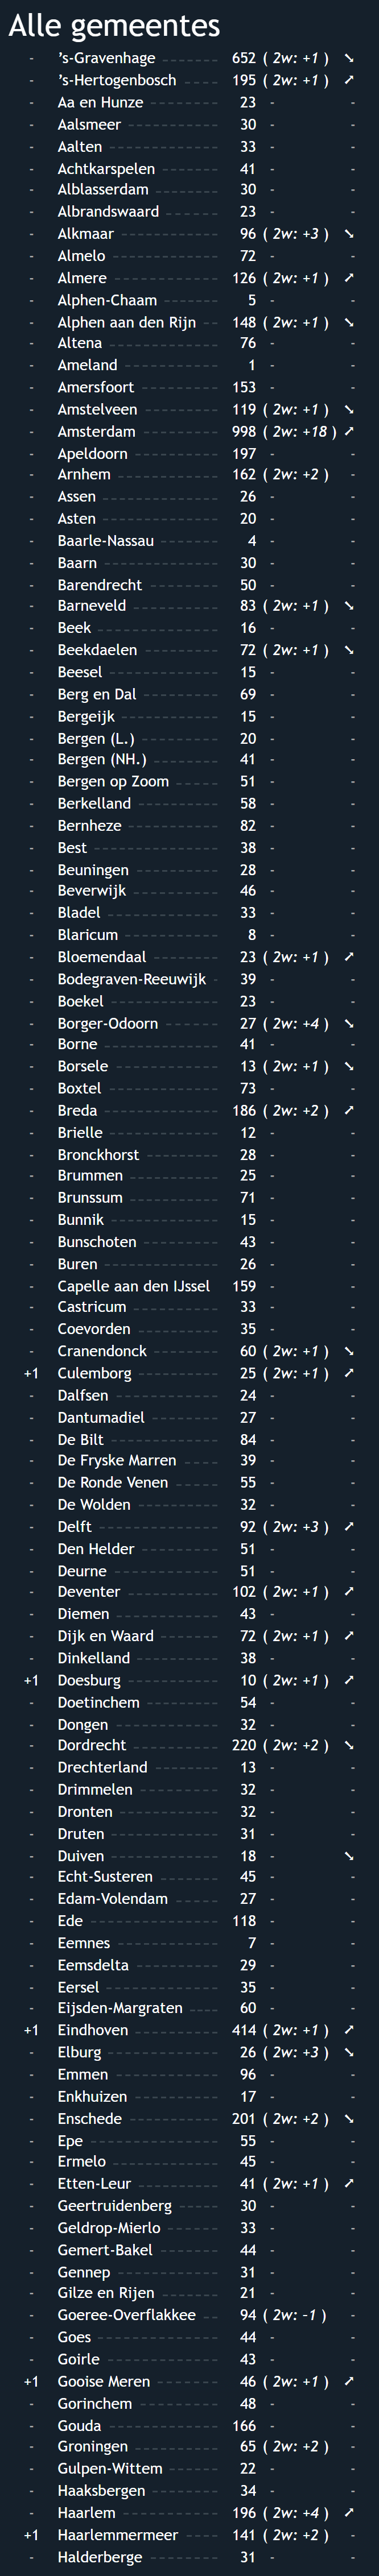 Alle gemeentes
- ’s-Gravenhage 652 ( 2w: +1 ) ➘
- ’s-Hertogenbosch 195 ( 2w: +1 ) ➚
- Aa en Hunze 23 - -
- Aalsmeer 30 - -
- Aalten 33 - -
- Achtkarspelen 41 - -
- Alblasserdam 30 - -
- Albrandswaard 23 - -
- Alkmaar 96 ( 2w: +3 ) ➘
- Almelo 72 - -
- Almere 126 ( 2w: +1 ) ➚
- Alphen-Chaam 5 - -
- Alphen aan den Rijn 148 ( 2w: +1 ) ➘
- Altena 76 - -
- Ameland 1 - -
- Amersfoort 153 - -
- Amstelveen 119 ( 2w: +1 ) ➘
- Amsterdam 998 ( 2w: +18 ) ➚
- Apeldoorn 197 - -
- Arnhem 162 ( 2w: +2 ) -
- Assen 26 - -
- Asten 20 - -
- Baarle-Nassau 4 - -
- Baarn 30 - -
- Barendrecht 50 - -
- Barneveld 83 ( 2w: +1 ) ➘
- Beek 16 - -
- Beekdaelen 72 ( 2w: +1 ) ➘
- Beesel 15 - -
- Berg en Dal 69 - -
- Bergeijk 15 - -
- Bergen (L.) 20 - -
- Bergen (NH.) 41 - -
- Bergen op Zoom 51 - -
- Berkelland 58 - -
- Bernheze 82 - -
- Best 38 - -
- Beuningen 28 - -
- Beverwijk 46 - -
- Bladel 33 - -
- Blaricum 8 - -
- Bloemendaal 23 ( 2w: +1 ) ➚
- Bodegraven-Reeuwijk 39 - -
- Boekel 23 - -
- Borger-Odoorn 27 ( 2w: +4 ) ➘
- Borne 41 - -
- Borsele 13 ( 2w: +1 ) ➘
- Boxtel 73 - -
- Breda 186 ( 2w: +2 ) ➚
- Brielle 12 - -
- Bronckhorst 28 - -
- Brummen 25 - -
- Brunssum 71 - -
- Bunnik 15 - -
- Bunschoten 43 - -
- Buren 26 - -
- Capelle aan den IJssel 159 - -
- Castricum 33 - -
- Coevorden 35 - -
- Cranendonck 60 ( 2w: +1 ) ➘
+1 Culemborg 25 ( 2w: +1 ) ➚
- Dalfsen 24 - -
- Dantumadiel 27 - -
- De Bilt 84 - -
- De Fryske Marren 39 - -
- De Ronde Venen 55 - -
- De Wolden 32 - -
- Delft 92 ( 2w: +3 ) ➚
- Den Helder 51 - -
- Deurne 51 - -
- Deventer 102 ( 2w: +1 ) ➚
- Diemen 43 - -
- Dijk en Waard 72 ( 2w: +1 ) ➚
- Dinkelland 38 - -
+1 Doesburg 10 ( 2w: +1 ) ➚
- Doetinchem 54 - -
- Dongen 32 - -
- Dordrecht 220 ( 2w: +2 ) ➘
- Drechterland 13 - -
- Drimmelen 32 - -
- Dronten 32 - -
- Druten 31 - -
- Duiven 18 - ➘
- Echt-Susteren 45 - -
- Edam-Volendam 27 - -
- Ede 118 - -
- Eemnes 7 - -
- Eemsdelta 29 - -
- Eersel 35 - -
- Eijsden-Margraten 60 - -
+1 Eindhoven 414 ( 2w: +1 ) ➚
- Elburg 26 ( 2w: +3 ) ➘
- Emmen 96 - -
- Enkhuizen 17 - -
- Enschede 201 ( 2w: +2 ) ➘
- Epe 55 - -
- Ermelo 45 - -
- Etten-Leur 41 ( 2w: +1 ) ➚
- Geertruidenberg 30 - -
- Geldrop-Mierlo 33 - -
- Gemert-Bakel 44 - -
- Gennep 31 - -
- Gilze en Rijen 21 - -
- Goeree-Overflakkee 94 ( 2w: -1 ) -
- Goes 44 - -
- Goirle 43 - -
+1 Gooise Meren 46 ( 2w: +1 ) ➚
- Gorinchem 48 - -
- Gouda 166 - -
- Groningen 65 ( 2w: +2 ) -
- Gulpen-Wittem 22 - -
- Haaksbergen 34 - -
- Haarlem 196 ( 2w: +4 ) ➚
+1 Haarlemmermeer 141 ( 2w: +2 ) -
- Halderberge 31 - -